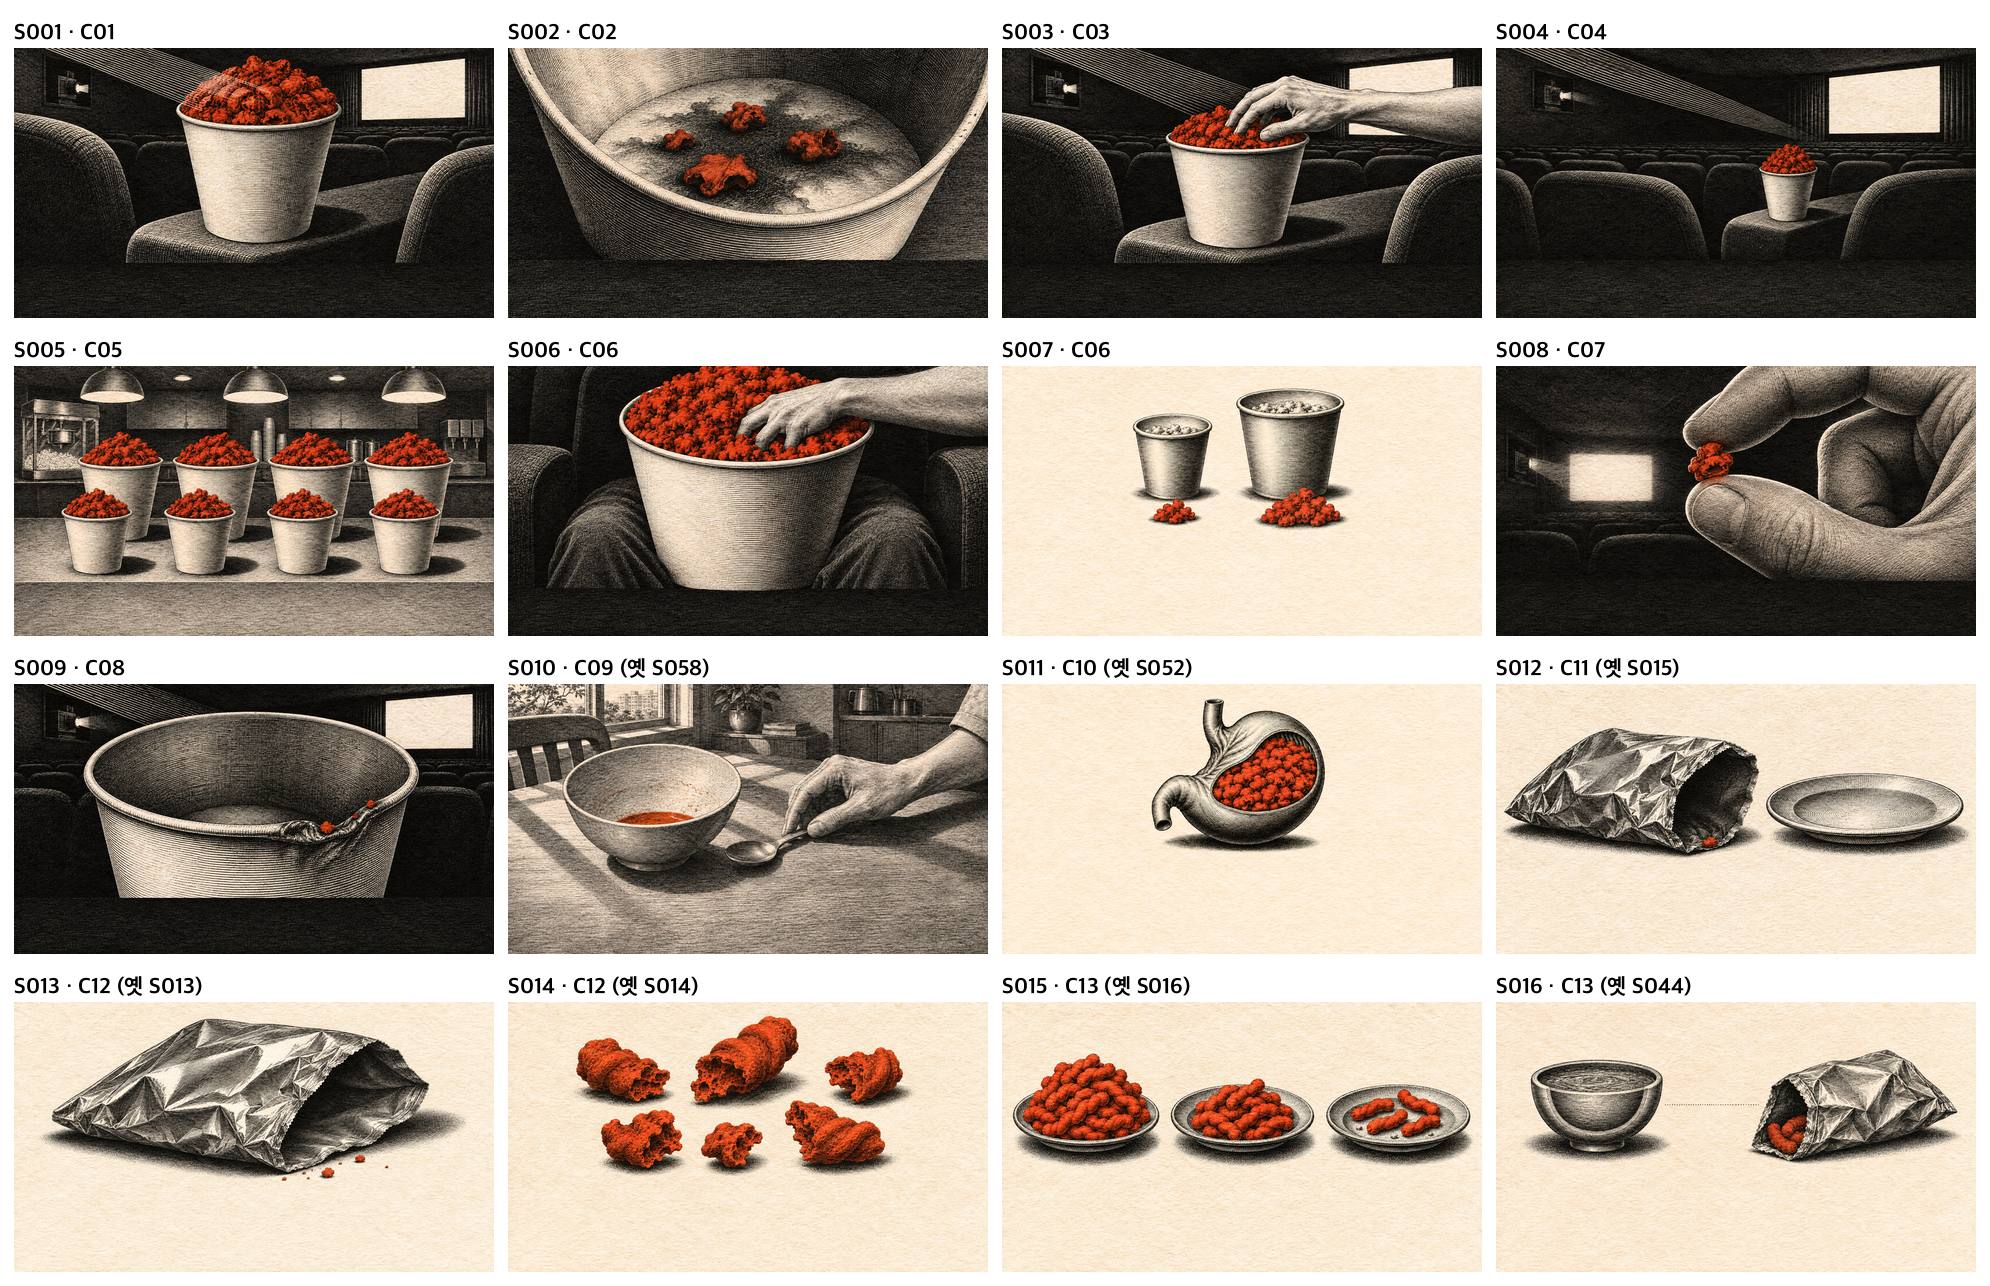 S001 · C01
S002 · C02
S003 · C03
S004 · C04
S005 · C05
S006 · C06
S007 · C06
S008 · C07
S009 · C08
S010 · C09 (옛 S058)
S011 · C10 (옛 S052)
S012 · C11 (옛 S015)
S013 · C12 (옛 S013)
S014 · C12 (옛 S014)
S015 · C13 (옛 S016)
S016 · C13 (옛 S044)